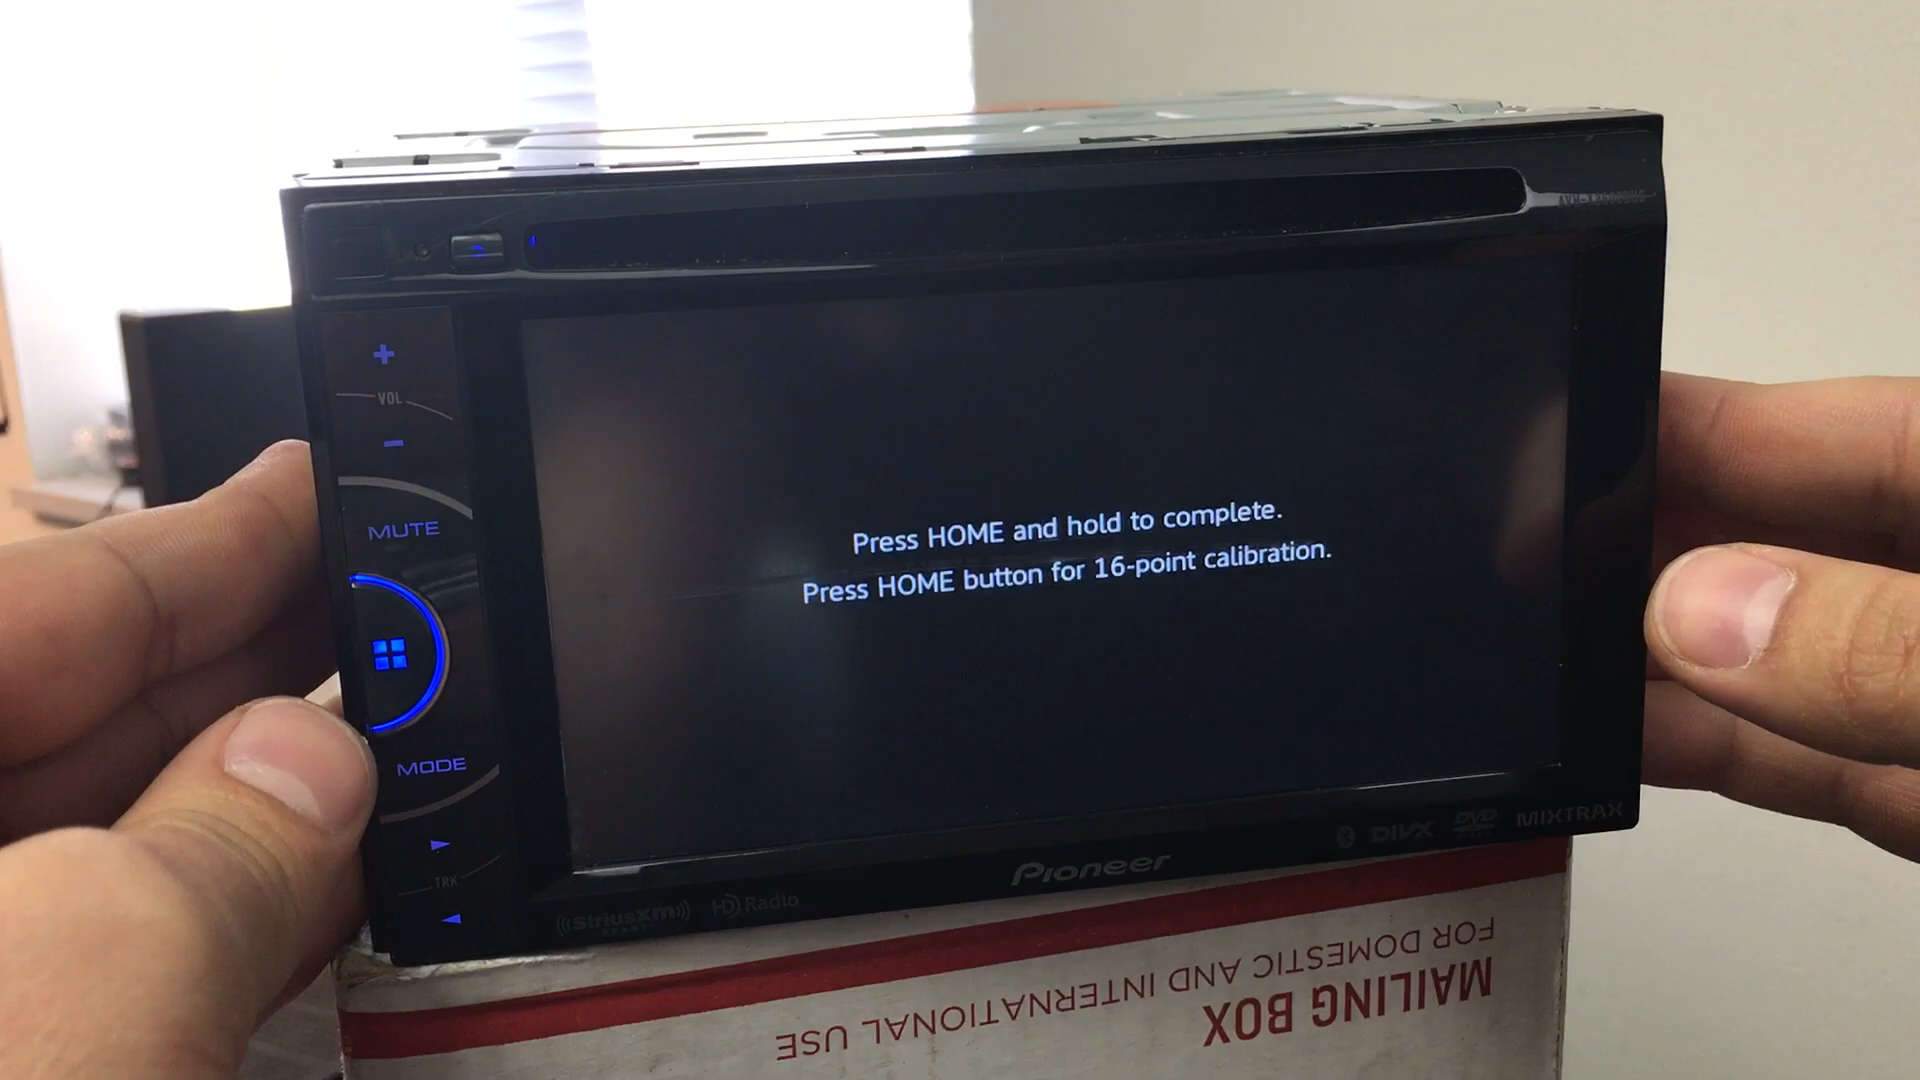 +
VOL
−
MUTE
MODE
TRK
Press HOME and hold to complete.
Press HOME button for 16-point calibration.
((SiriusXM))
HD Radio
Pioneer
DIVX
DVD
MIXTRAX
MAILING BOX
FOR DOMESTIC AND INTERNATIONAL USE